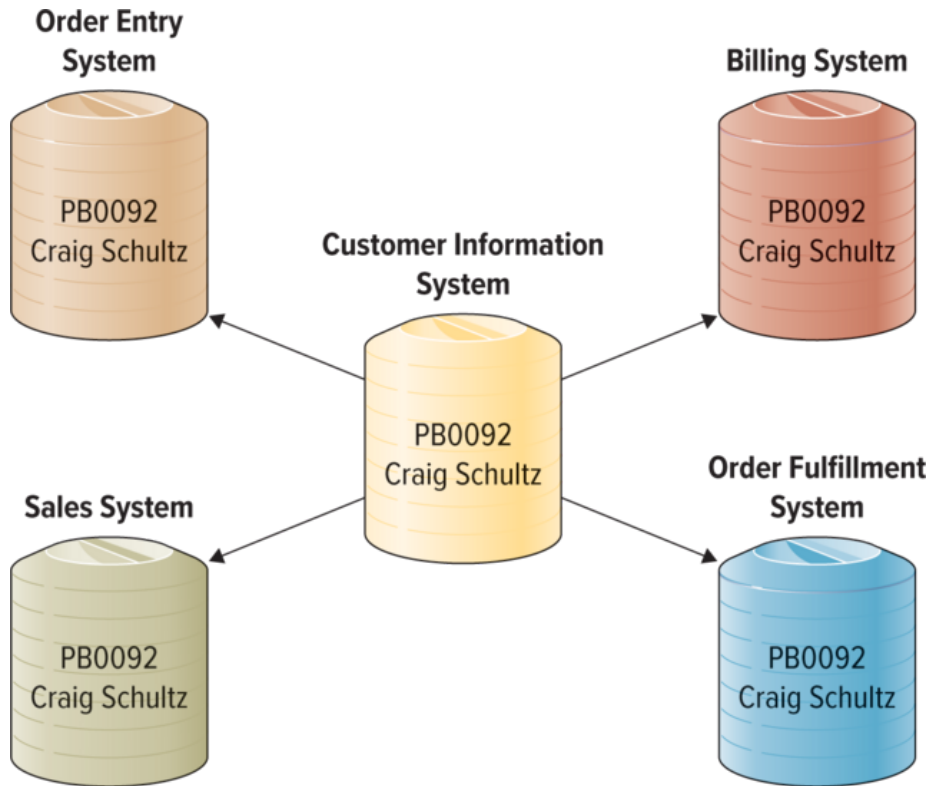 Order Entry
System
Billing System
PB0092
Craig Schultz
PB0092
Craig Schultz
Customer Information
System
PB0092
Craig Schultz
Sales System
Order Fulfillment
System
PB0092
Craig Schultz
PB0092
Craig Schultz